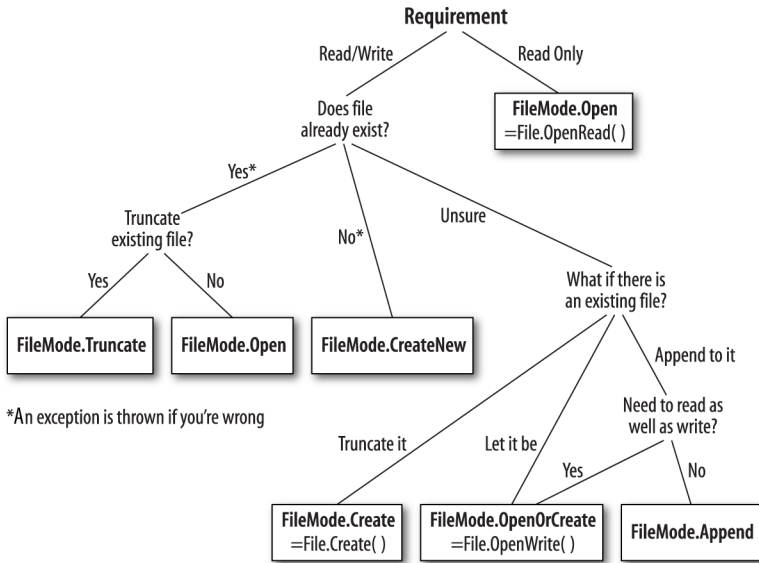 Requirement
Read/Write
Read Only
Does file
already exist?
FileMode.Open
=File.OpenRead( )
Yes*
No*
Unsure
Truncate
existing file?
Yes
No
What if there is
an existing file?
FileMode.Truncate
FileMode.Open
FileMode.CreateNew
Append to it
*An exception is thrown if you're wrong
Need to read as
well as write?
Truncate it
Let it be
Yes
No
FileMode.Create
=File.Create( )
FileMode.OpenOrCreate
=File.OpenWrite( )
FileMode.Append